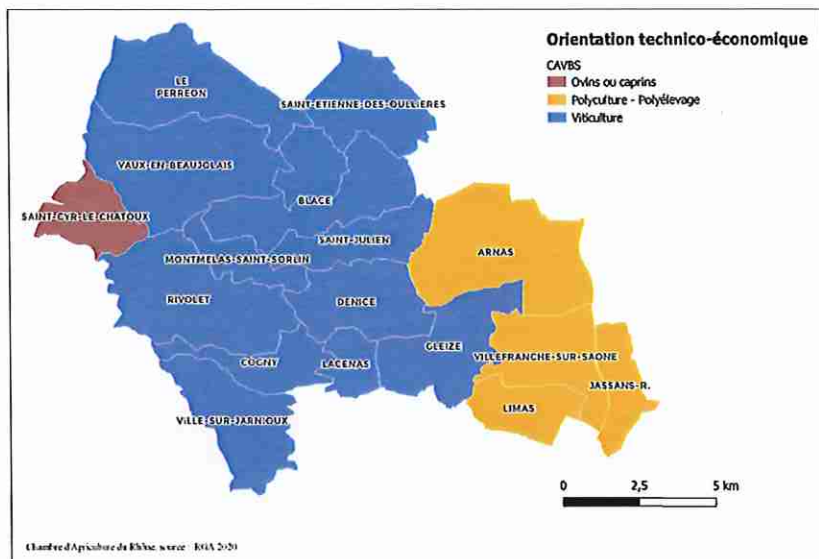 Orientation technico-économique
CAVBS
Ovins ou caprins
Polyculture - Polyélevage
Viticulture
LE
PERREON
SAINT-ETIENNE-DES-OULLIERES
VAUX-EN-BEAUJOLAIS
BLACE
SAINT-CYR-LE-CHATOUX
SAINT-JULIEN
ARNAS
MONTMELAS-SAINT-SORLIN
RIVOLET
DENICE
GLEIZE
VILLEFRANCHE-SUR-SAONE
COGNY
LACENAS
JASSANS-R.
LIMAS
VILLE-SUR-JARNIOUX
0 2,5 5 km
Chambre d'Agriculture du Rhône, source : RGA 2020